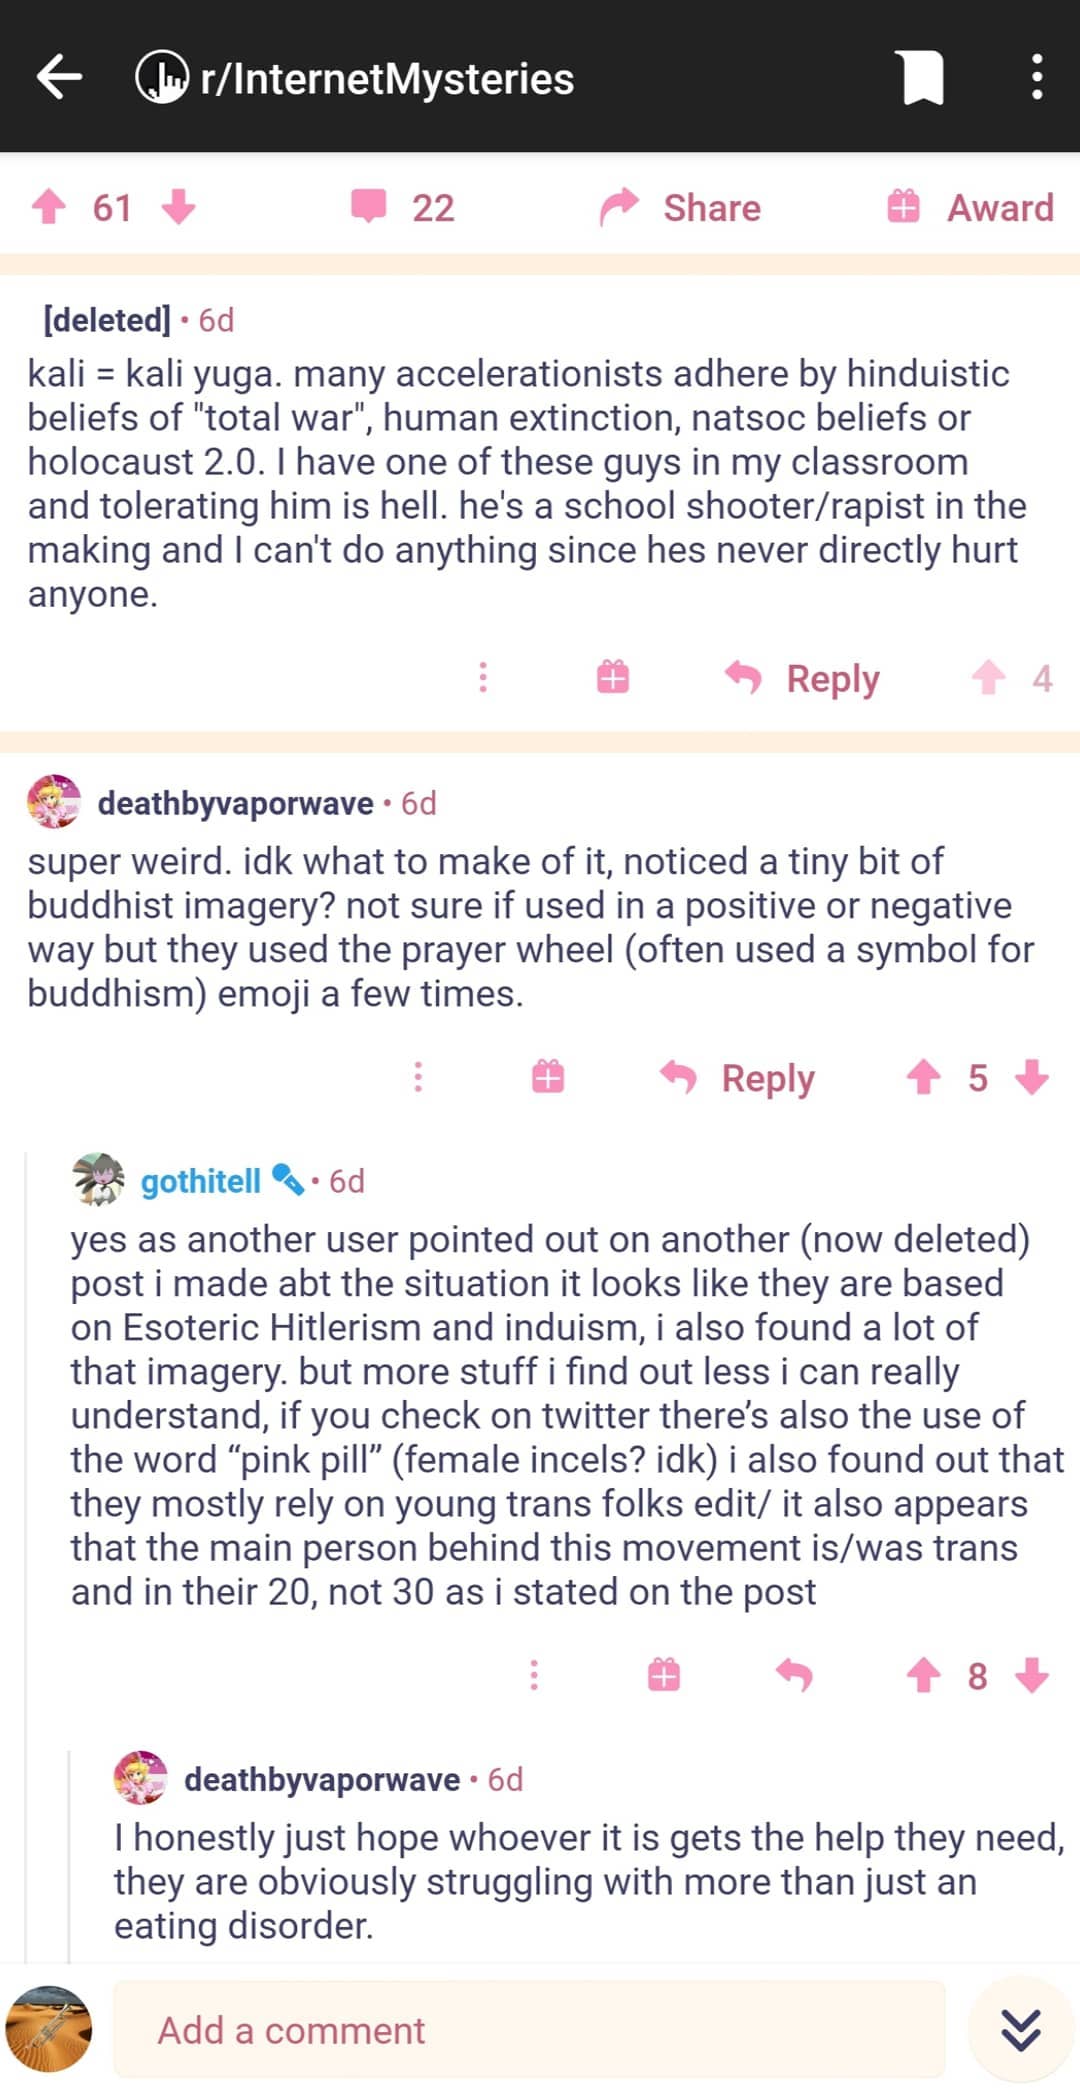 r/InternetMysteries
61 22 Share Award
[deleted] • 6d
kali = kali yuga. many accelerationists adhere by hinduistic
beliefs of "total war", human extinction, natsoc beliefs or
holocaust 2.0. I have one of these guys in my classroom
and tolerating him is hell. he's a school shooter/rapist in the
making and I can't do anything since hes never directly hurt
anyone.
Reply 4
deathbyvaporwave • 6d
super weird. idk what to make of it, noticed a tiny bit of
buddhist imagery? not sure if used in a positive or negative
way but they used the prayer wheel (often used a symbol for
buddhism) emoji a few times.
Reply 5
gothitell • 6d
yes as another user pointed out on another (now deleted)
post i made abt the situation it looks like they are based
on Esoteric Hitlerism and induism, i also found a lot of
that imagery. but more stuff i find out less i can really
understand, if you check on twitter there’s also the use of
the word “pink pill” (female incels? idk) i also found out that
they mostly rely on young trans folks edit/ it also appears
that the main person behind this movement is/was trans
and in their 20, not 30 as i stated on the post
8
deathbyvaporwave • 6d
I honestly just hope whoever it is gets the help they need,
they are obviously struggling with more than just an
eating disorder.
Add a comment